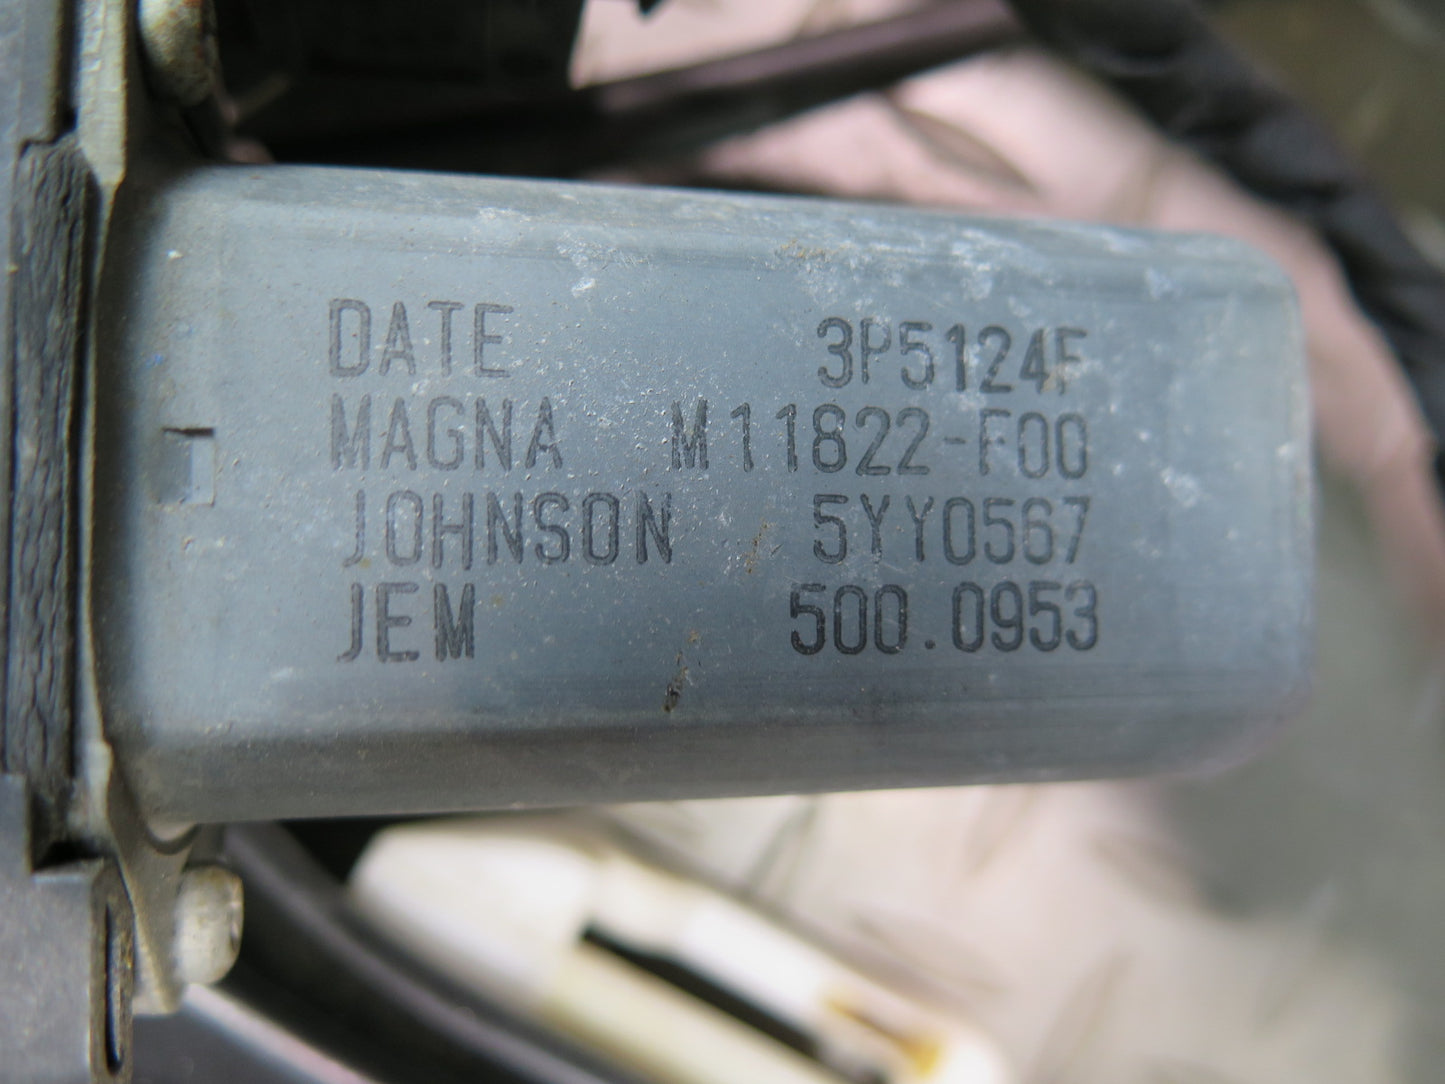 DATE 3P5124F
MAGNA M11822-F00
JOHNSON 5YY0567
JEM 500.0953